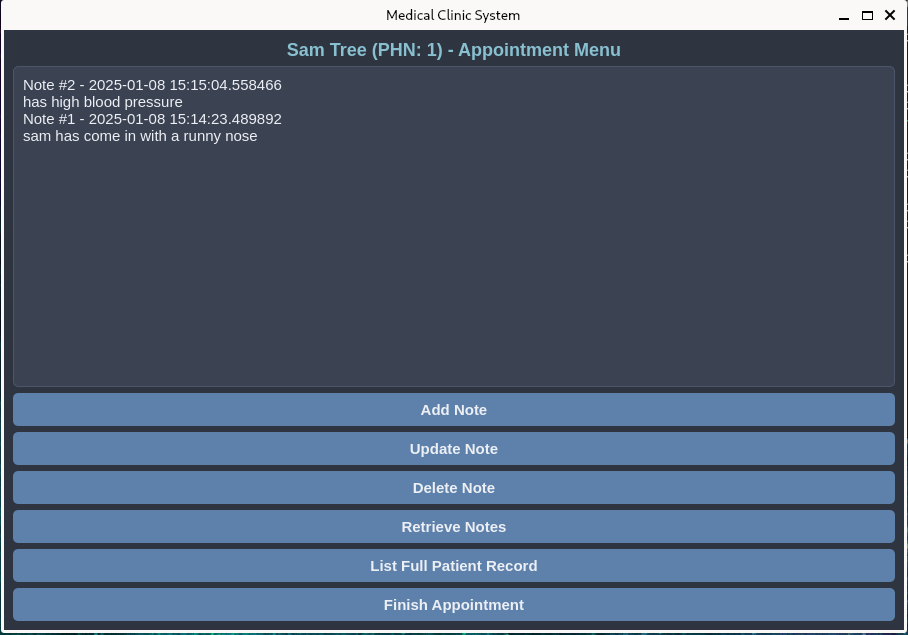 Medical Clinic System
Sam Tree (PHN: 1) - Appointment Menu
Note #2 - 2025-01-08 15:15:04.558466
has high blood pressure
Note #1 - 2025-01-08 15:14:23.489892
sam has come in with a runny nose
Add Note
Update Note
Delete Note
Retrieve Notes
List Full Patient Record
Finish Appointment